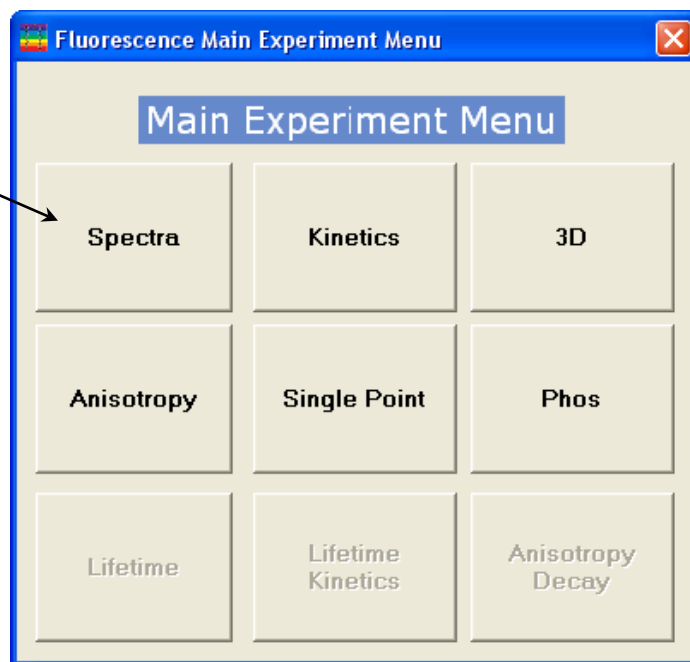 Fluorescence Main Experiment Menu
Main Experiment Menu
Spectra
Kinetics
3D
Anisotropy
Single Point
Phos
Lifetime
Lifetime
Kinetics
Anisotropy
Decay